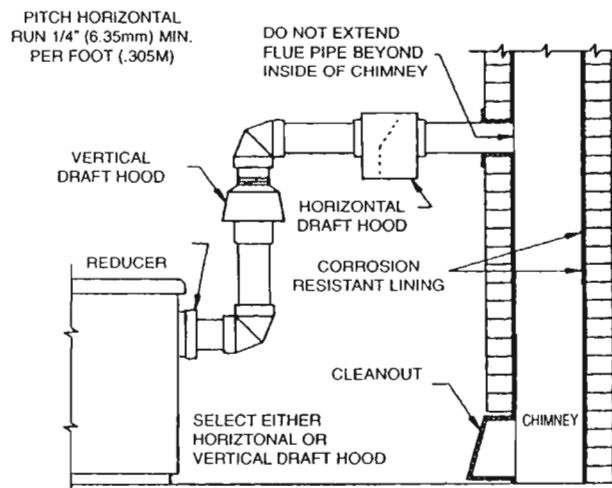 PITCH HORIZONTAL
RUN 1/4" (6.35mm) MIN.
PER FOOT (.305M)
DO NOT EXTEND
FLUE PIPE BEYOND
INSIDE OF CHIMNEY
VERTICAL
DRAFT HOOD
HORIZONTAL
DRAFT HOOD
REDUCER
CORROSION
RESISTANT LINING
CLEANOUT
CHIMNEY
SELECT EITHER
HORIZTONAL OR
VERTICAL DRAFT HOOD